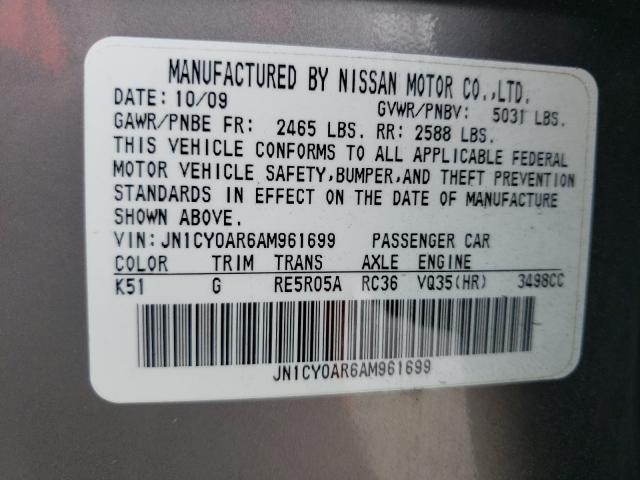 MANUFACTURED BY NISSAN MOTOR CO.,LTD.
DATE: 10/09 GVWR/PNBV: 5031 LBS.
GAWR/PNBE FR: 2465 LBS. RR: 2588 LBS.
THIS VEHICLE CONFORMS TO ALL APPLICABLE FEDERAL
MOTOR VEHICLE SAFETY,BUMPER,AND THEFT PREVENTION
STANDARDS IN EFFECT ON THE DATE OF MANUFACTURE
SHOWN ABOVE.
VIN:JN1CY0AR6AM961699 PASSENGER CAR
COLOR TRIM TRANS AXLE ENGINE
K51 G RE5R05A RC36 VQ35(HR) 3498CC
JN1CY0AR6AM961699